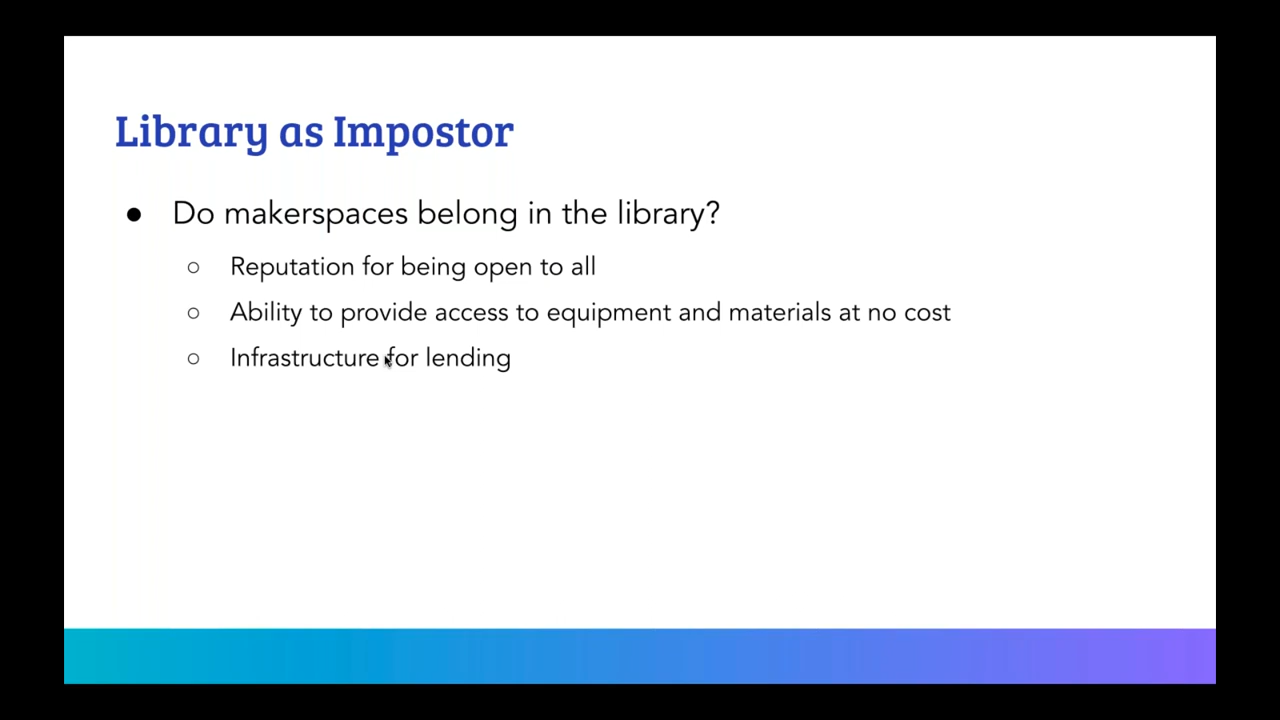 Library as Impostor
● Do makerspaces belong in the library?
○ Reputation for being open to all
○ Ability to provide access to equipment and materials at no cost
○ Infrastructure for lending